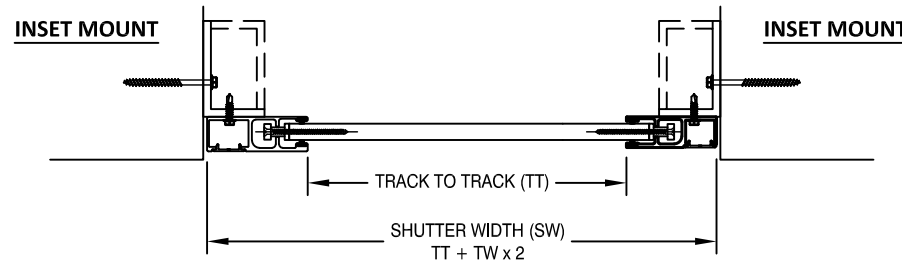 INSET MOUNT
INSET MOUNT
TRACK TO TRACK (TT)
SHUTTER WIDTH (SW)
TT + TW x 2